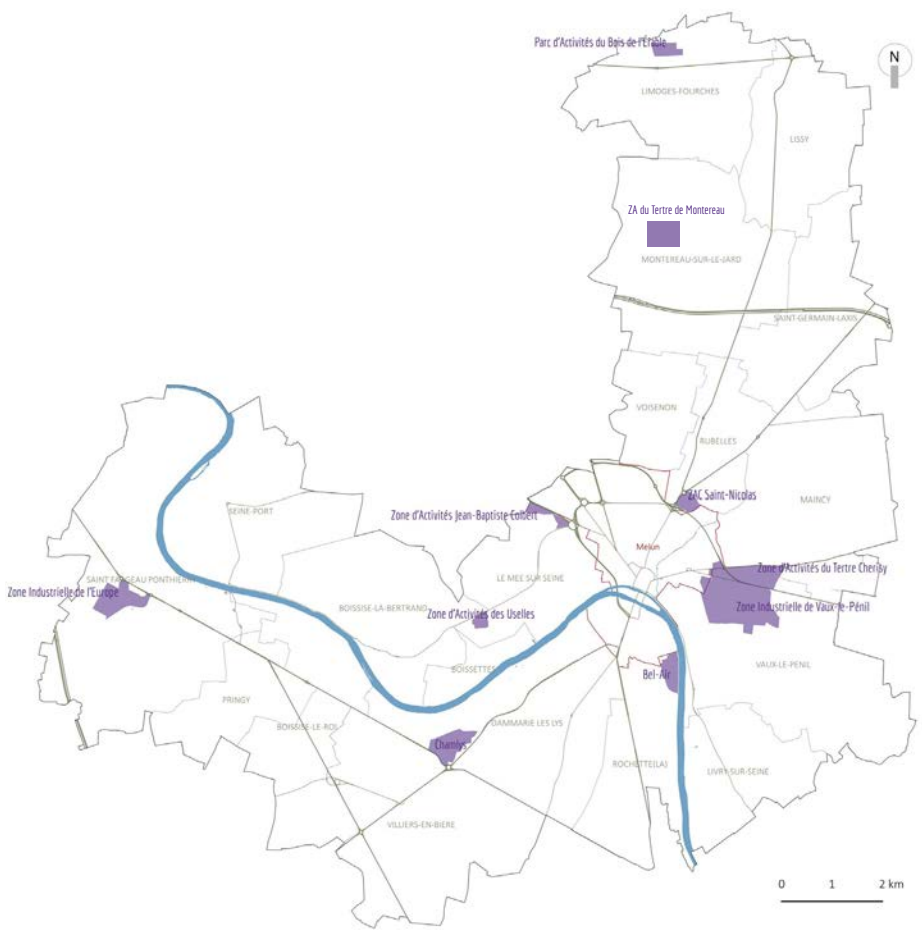 Parc d'Activités du Bois de l'Érable
N
LIMOGES-FOURCHES
LISSY
ZA du Tertre de Montereau
MONTEREAU-SUR-LE-JARD
SAINT-GERMAIN-LAXIS
VOISENON
RUBELLES
ZAC Saint-Nicolas
MAINCY
SEINE-PORT
Zone d'Activités Jean-Baptiste Colbert
Melun
Zone d'Activités du Tertre Cherisy
SAINT FARGEAU PONTHIERRY
LE MEE SUR SEINE
Zone Industrielle de l'Europe
BOISSISE-LA-BERTRAND
Zone d'Activités des Uselles
Zone Industrielle de Vaux-le-Pénil
BOISSETTES
VAUX-LE-PENIL
Bel-Air
PRINGY
BOISSISE-LE-ROI
DAMMARIE LES LYS
Chamlys
ROCHETTE(LA)
LIVRY-SUR-SEINE
VILLIERS-EN-BIERE
0 1 2 km